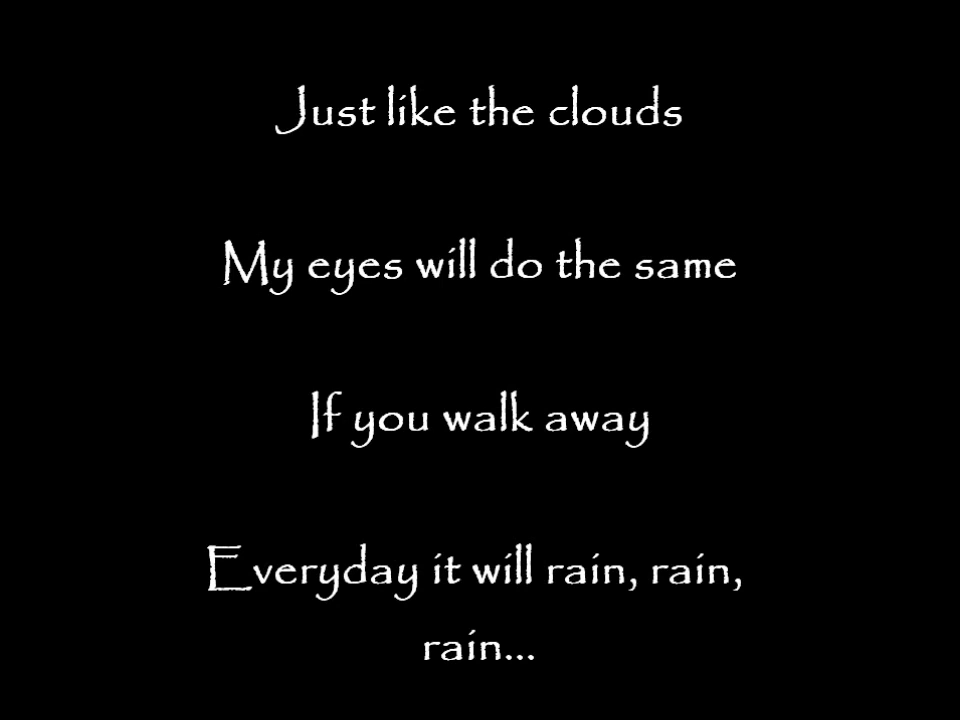 Just like the clouds
My eyes will do the same
If you walk away
Everyday it will rain, rain,
rain...